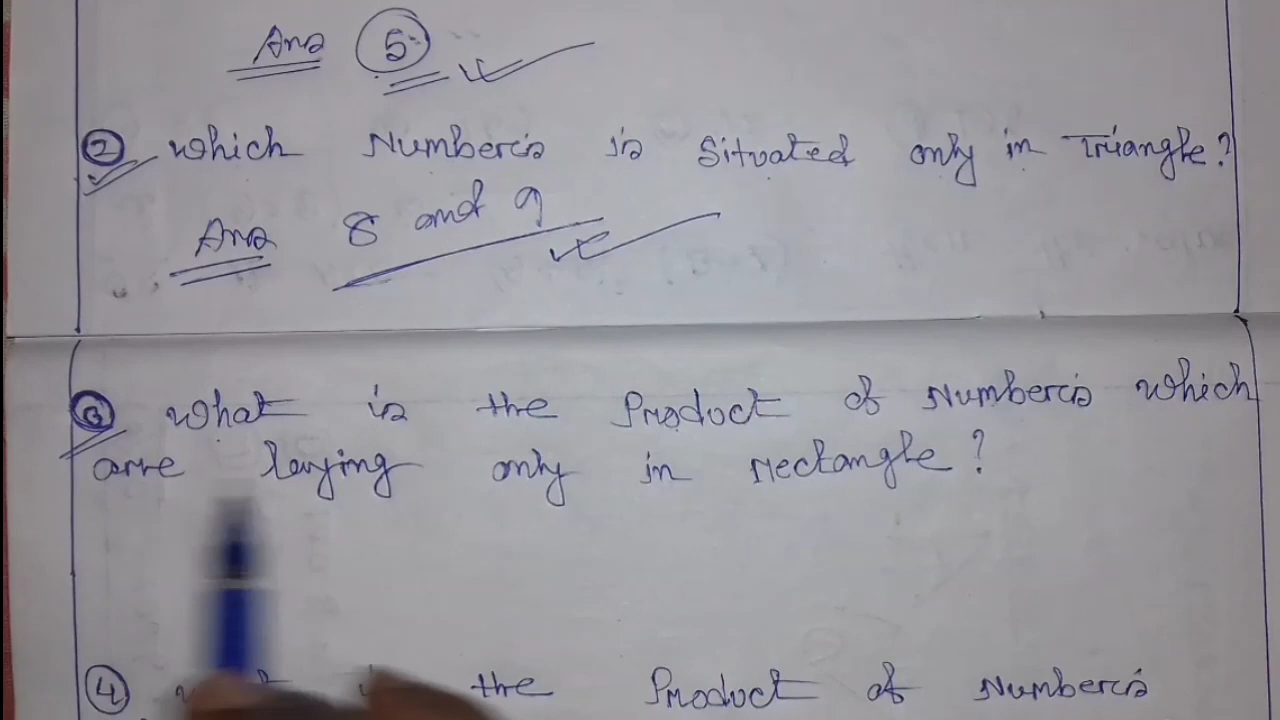 Ans 5
2 which Numbers is situated only in Triangle?
Ans 8 and 9
3 what is the Product of Numbers which
are laying only in rectangle?
4 the Product of Numbers